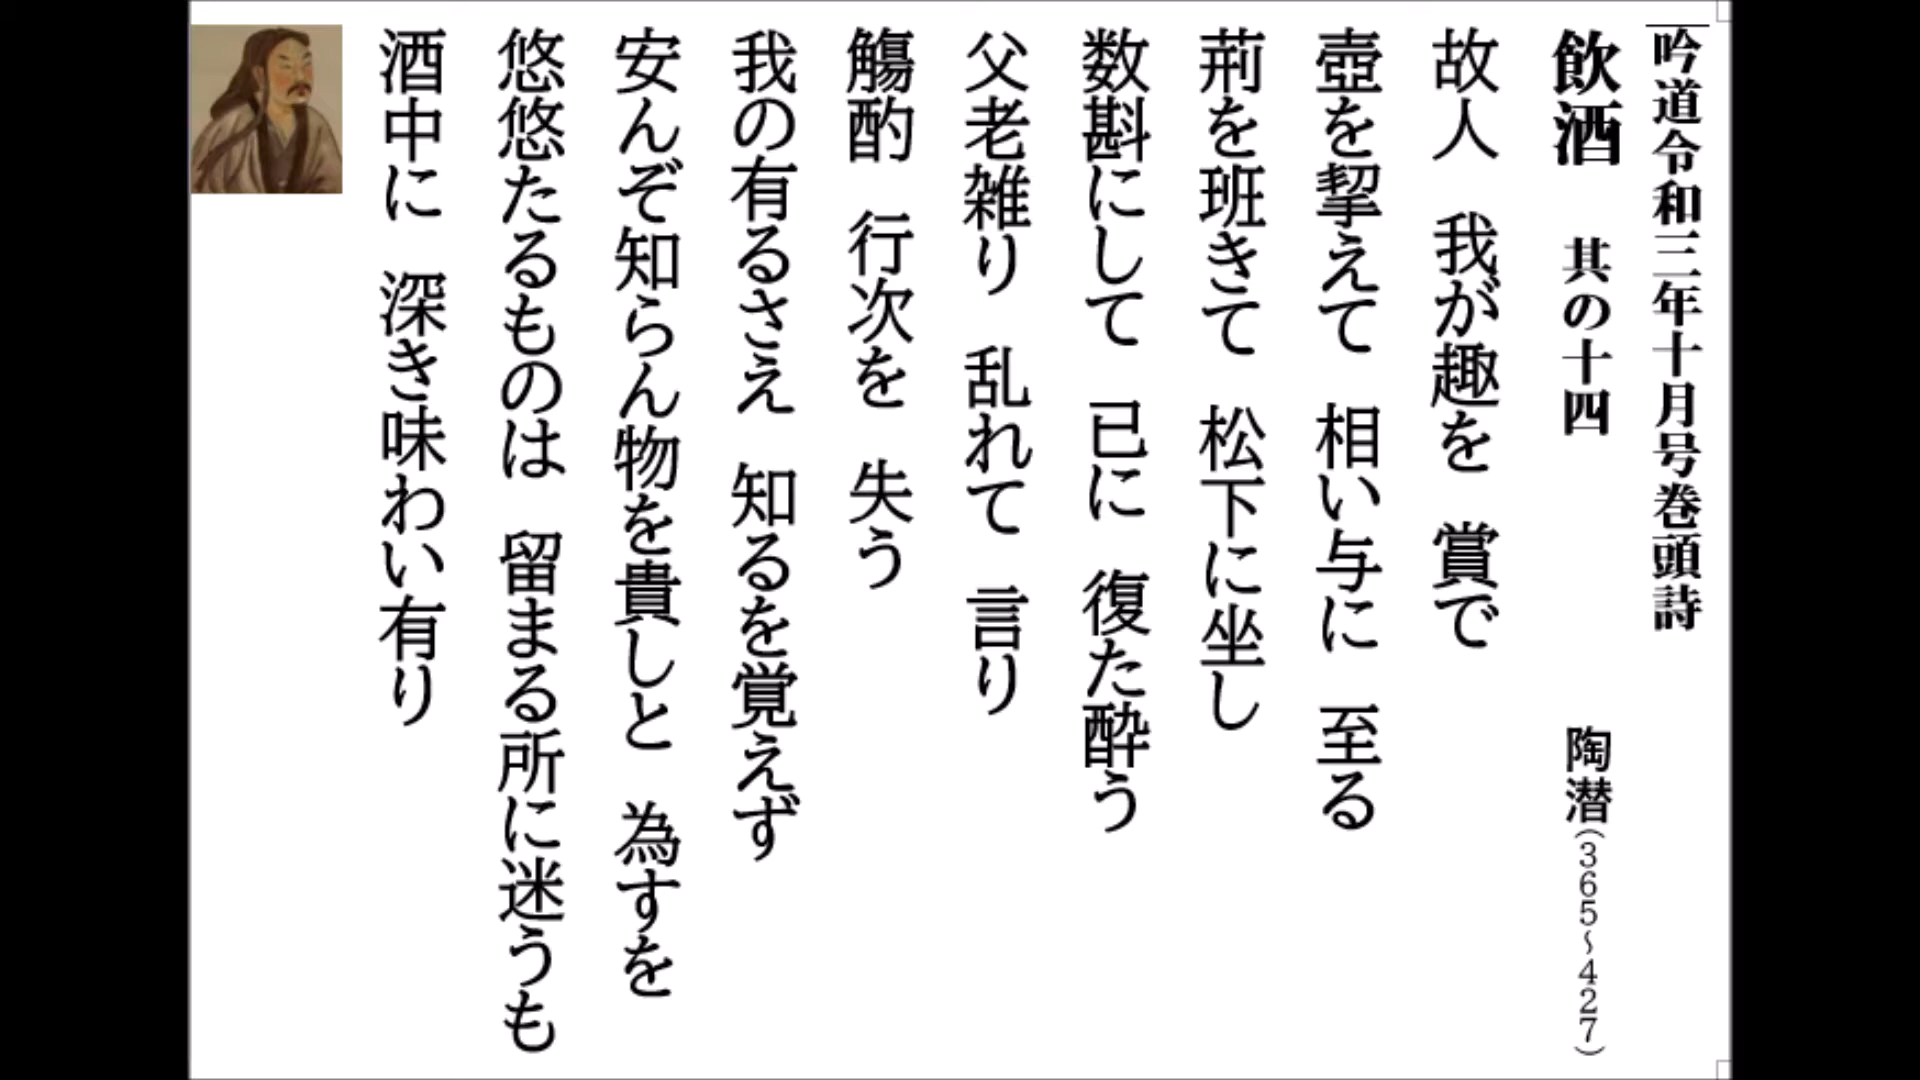 吟道令和三年十月号巻頭詩
飲酒　其の十四　陶潜（365～427）
故人　我が趣を　賞で
壺を挈えて　相い与に　至る
荊を班きて　松下に坐し
数斟にして　已に　復た酔う
父老雑り　乱れて　言り
觴酌　行次を　失う
我の有るさえ　知るを覚えず
安んぞ知らん物を貴しと　為すを
悠悠たるものは　留まる所に迷うも
酒中に　深き味わい有り